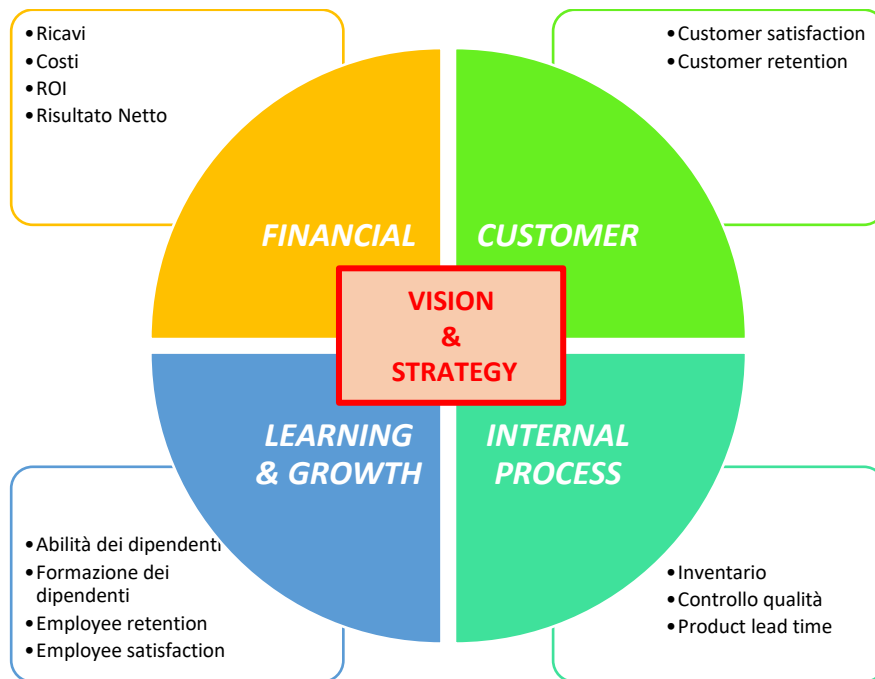 •Ricavi
•Costi
•ROI
•Risultato Netto
•Customer satisfaction
•Customer retention
FINANCIAL
CUSTOMER
VISION
&
STRATEGY
LEARNING
& GROWTH
INTERNAL
PROCESS
•Abilità dei dipendenti
•Formazione dei
dipendenti
•Employee retention
•Employee satisfaction
•Inventario
•Controllo qualità
•Product lead time